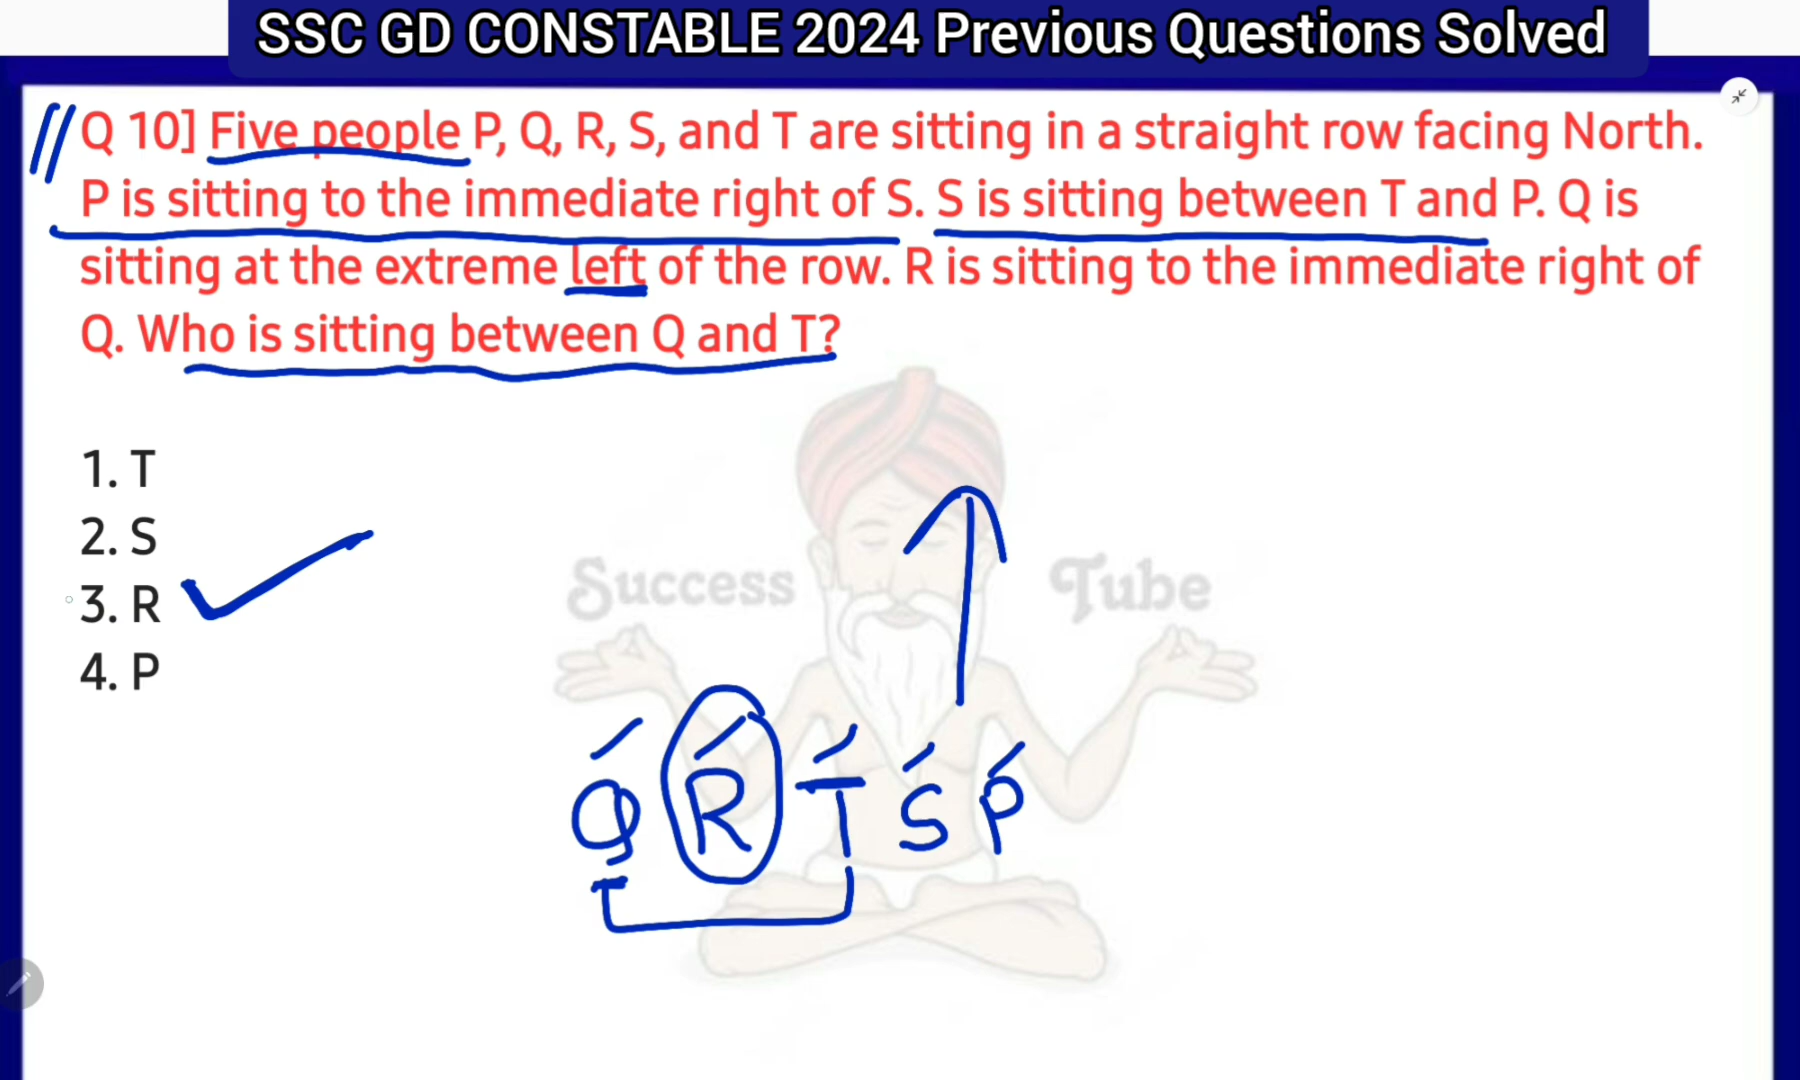 SSC GD CONSTABLE 2024 Previous Questions Solved
Q 10] Five people P, Q, R, S, and T are sitting in a straight row facing North.
P is sitting to the immediate right of S. S is sitting between T and P. Q is
sitting at the extreme left of the row. R is sitting to the immediate right of
Q. Who is sitting between Q and T?
1. T
2. S
3. R
4. P
Success Tube
Q R T S P